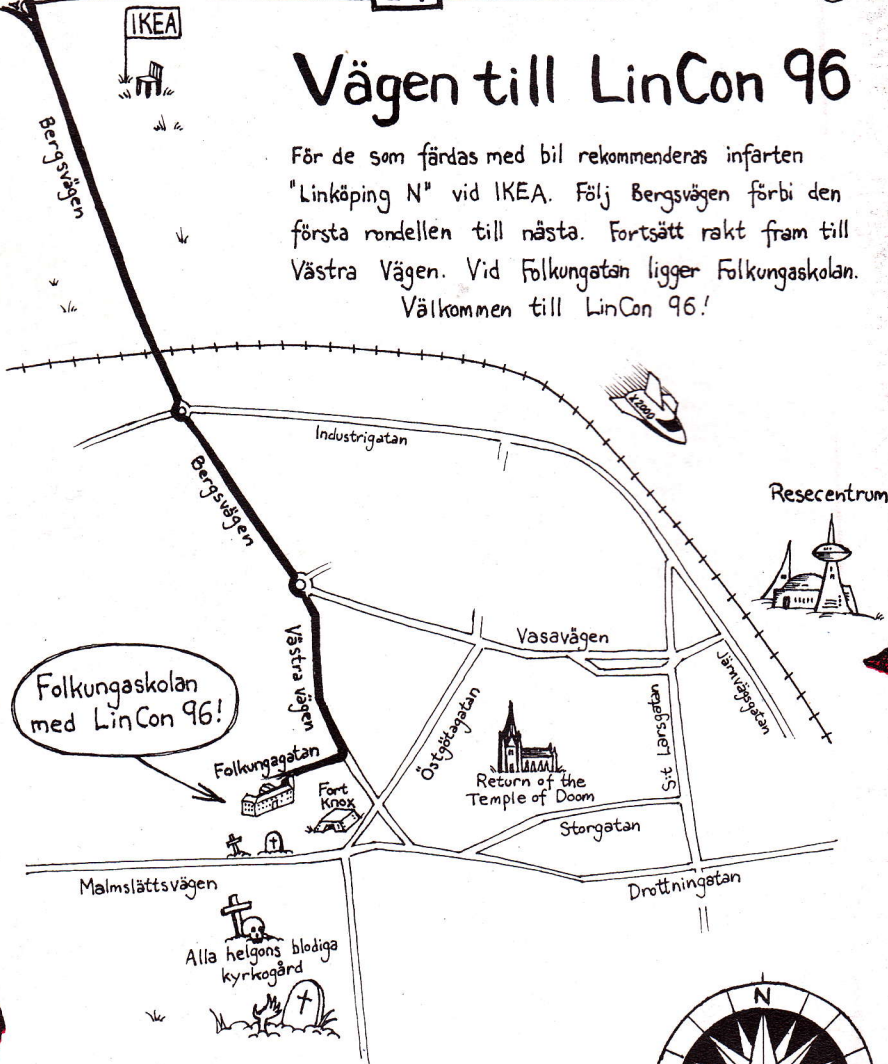 IKEA
Vägen till LinCon 96
För de som färdas med bil rekommenderas infarten
"Linköping N" vid IKEA. Följ Bergsvägen förbi den
första rondellen till nästa. Fortsätt rakt fram till
Västra Vägen. Vid Folkungatan ligger Folkungaskolan.
Välkommen till LinCon 96!
Bergsvägen
X2000
Industrigatan
Bergsvägen
Resecentrum
Vasavägen
Västra vägen
Järnvägsgatan
Folkungaskolan
med LinCon 96!
Östgötagatan
S:t Larsgatan
Folkungagatan
Fort
Knox
Return of the
Temple of Doom
Storgatan
Malmslättsvägen
Drottningatan
Alla helgons blodiga
kyrkogård
N